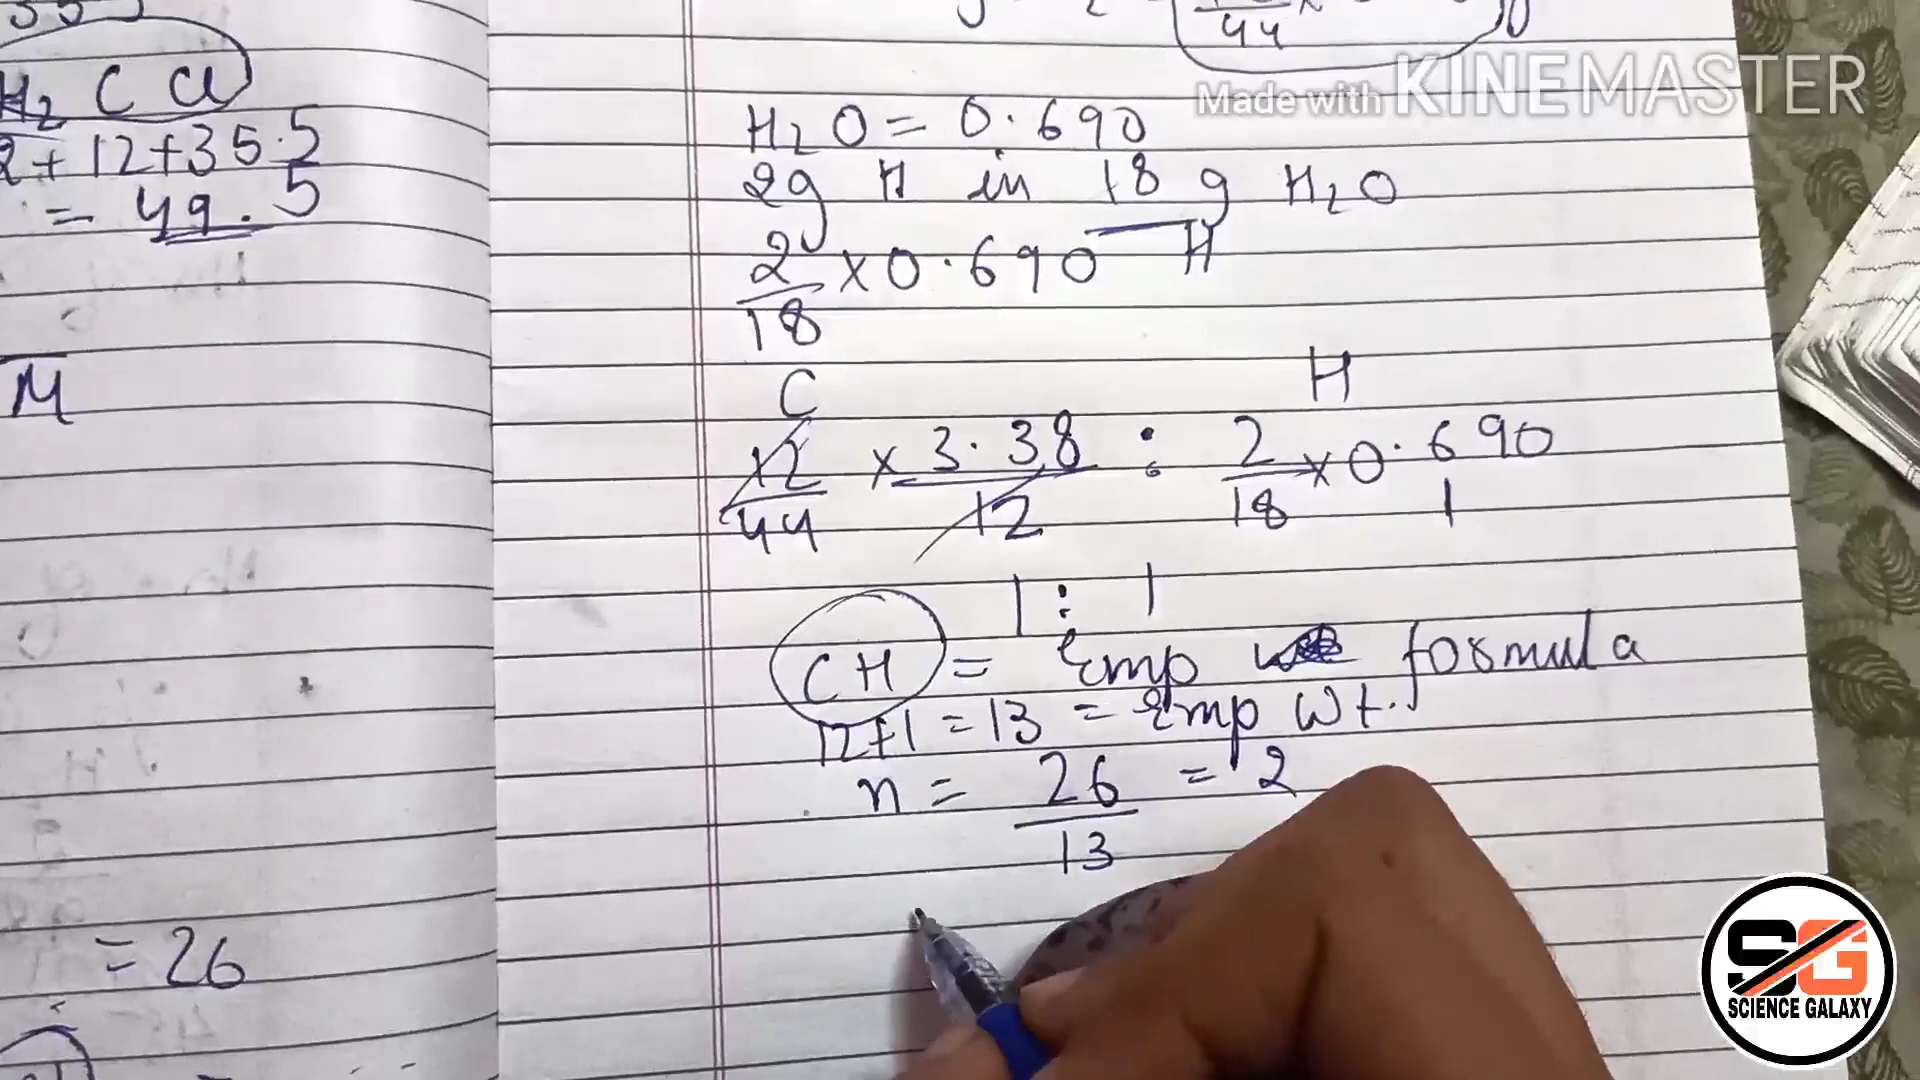 H2 C Cl
2 + 12 + 35.5
= 49.5
M
= 26
44
Made with KINEMASTER
H2O = 0.690
2g H in 18 g H2O
2/18 × 0.690 H
C H
12/44 × 3.38/12 : 2/18 × 0.690/1
1 : 1
CH = Emp formula
12+1 = 13 = Emp Wt.
n = 26/13 = 2
SG
SCIENCE GALAXY